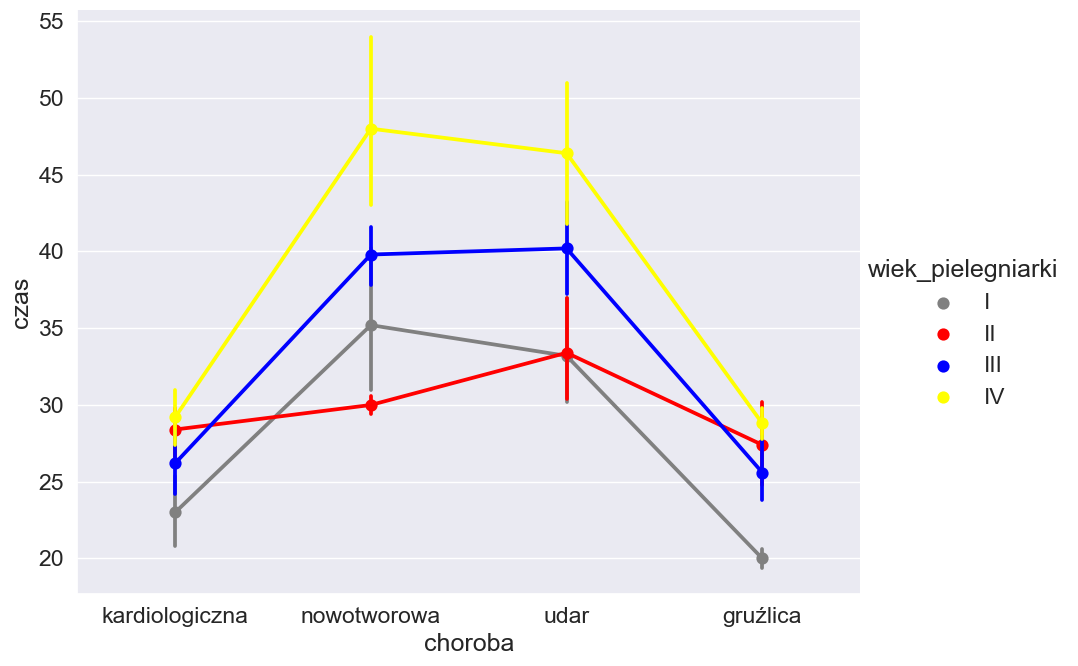 55
50
45
40
35
30
25
20
czas
kardiologiczna
nowotworowa
udar
gruźlica
choroba
wiek_pielegniarki
I
II
III
IV